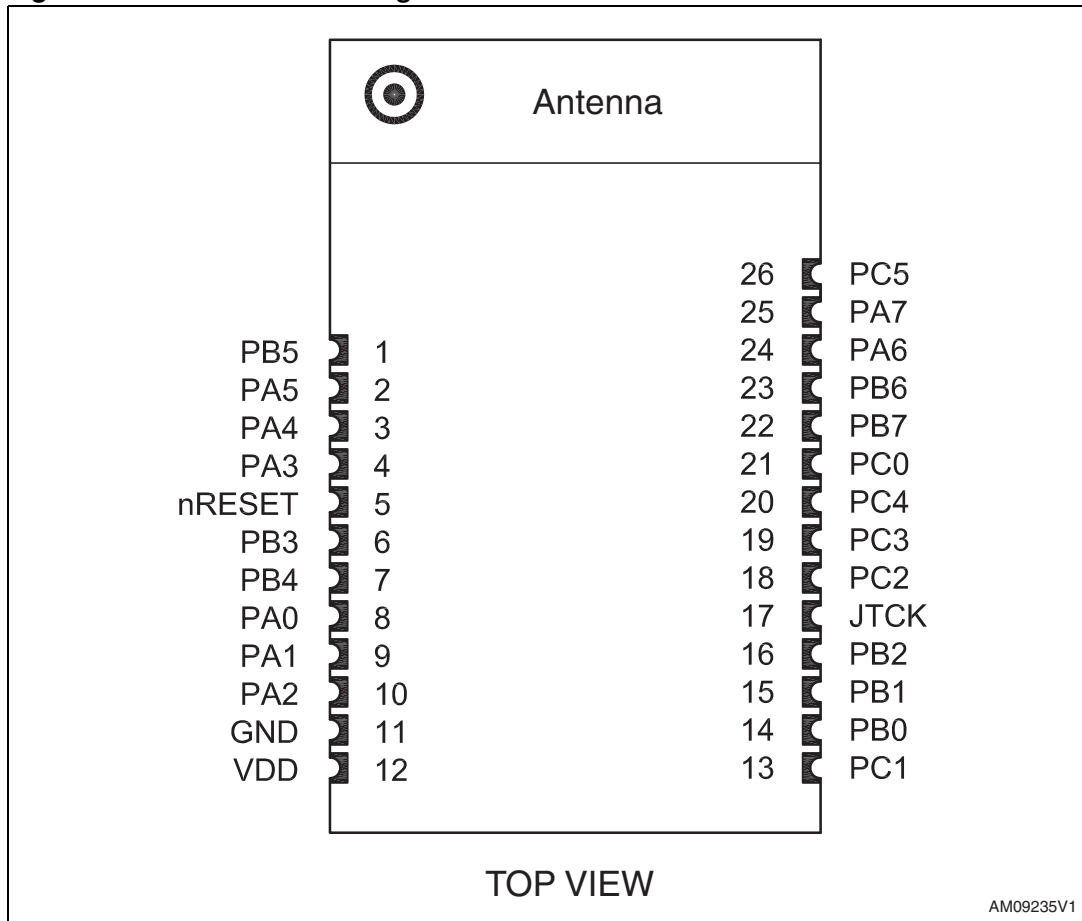 Antenna
26 PC5
25 PA7
PB5 1 24 PA6
PA5 2 23 PB6
PA4 3 22 PB7
PA3 4 21 PC0
nRESET 5 20 PC4
PB3 6 19 PC3
PB4 7 18 PC2
PA0 8 17 JTCK
PA1 9 16 PB2
PA2 10 15 PB1
GND 11 14 PB0
VDD 12 13 PC1
TOP VIEW
AM09235V1